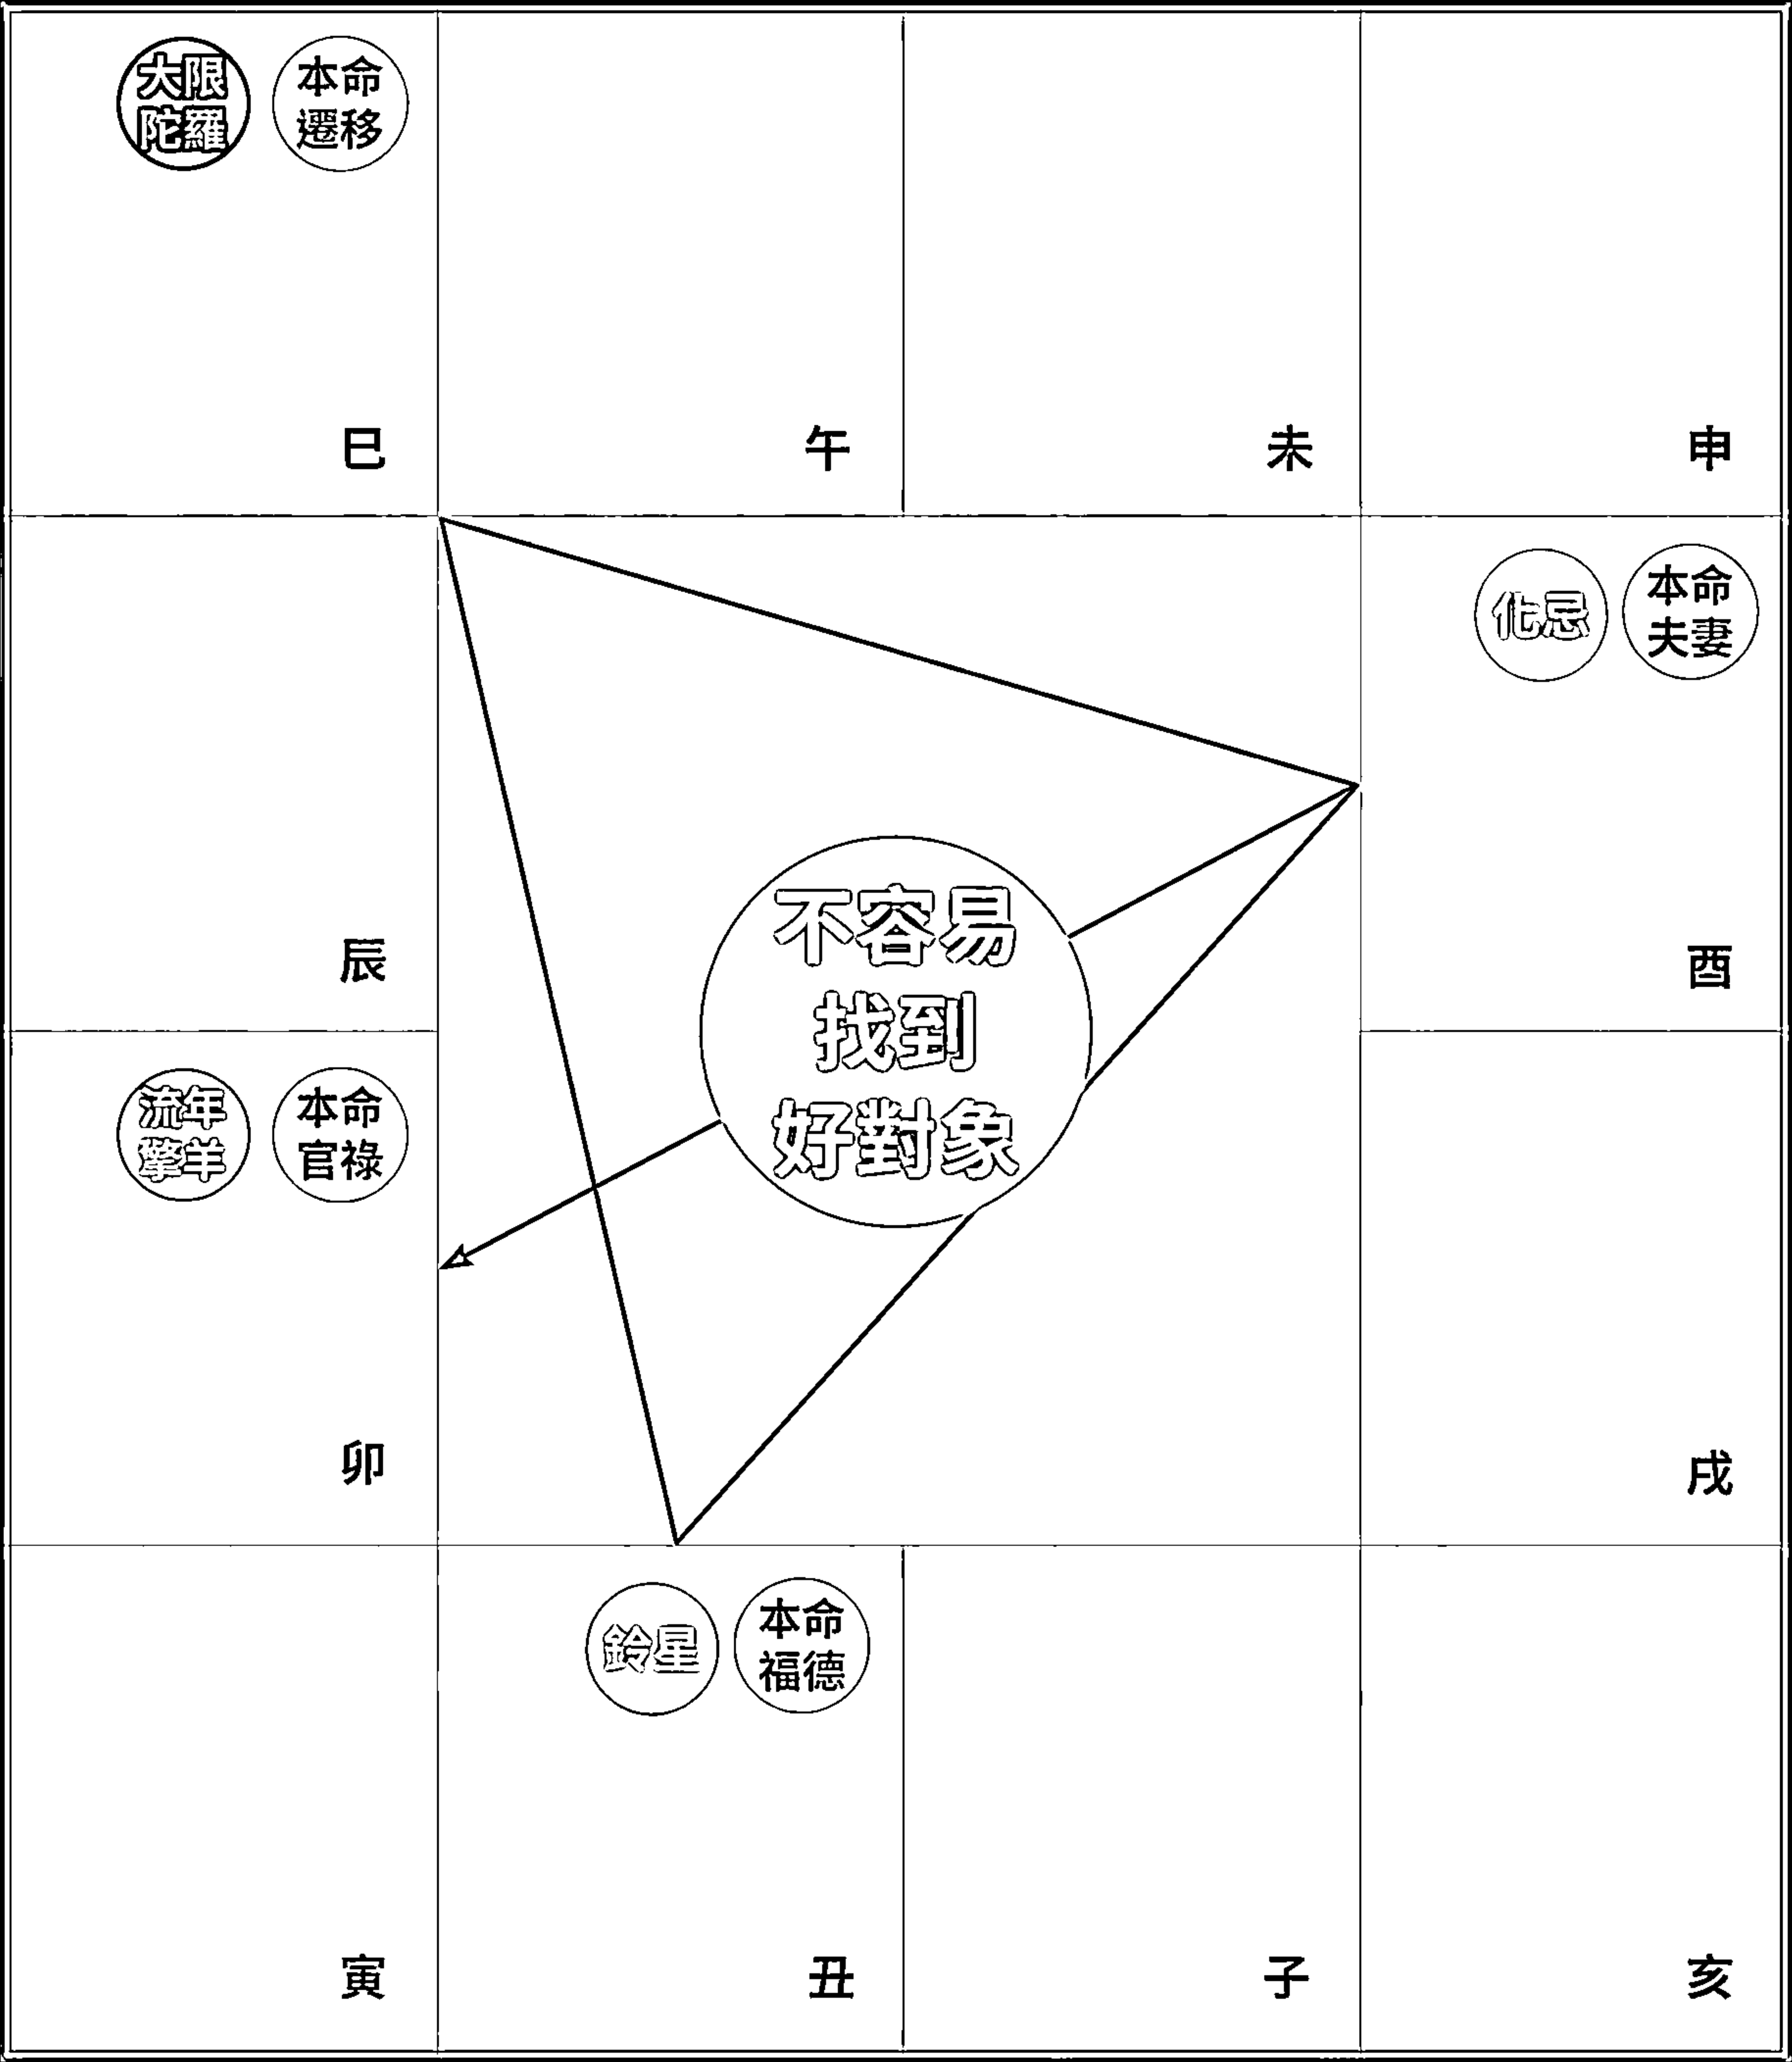 大限
陀羅
本命
遷移
巳
午
未
申
化忌
本命
夫妻
辰
酉
不容易
找到
好對象
流年
擎羊
本命
官祿
卯
戌
鈴星
本命
福德
寅
丑
子
亥